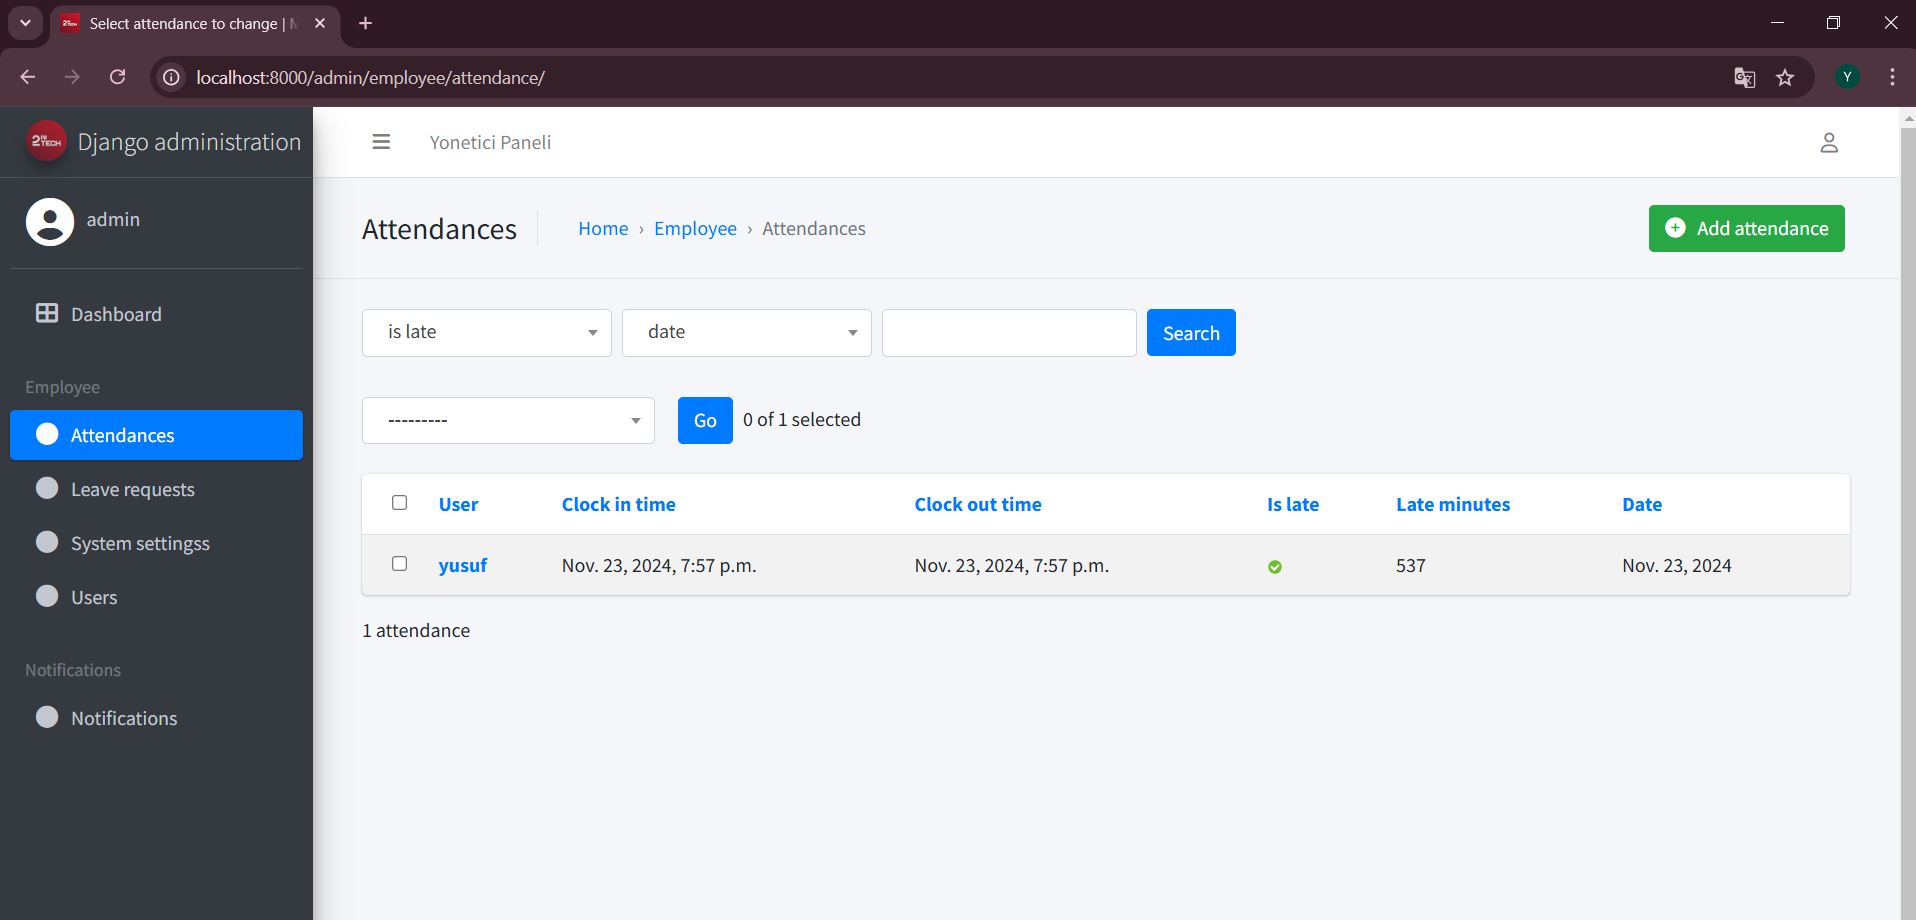 Select attendance to change |
localhost:8000/admin/employee/attendance/
Y
2 IN TECH Django administration
Yonetici Paneli
admin
Attendances
Home › Employee › Attendances
Add attendance
Dashboard
is late
date
Search
Employee
---------
Go
0 of 1 selected
Attendances
Leave requests
System settingss
Users
Notifications
Notifications
User Clock in time Clock out time Is late Late minutes Date
yusuf Nov. 23, 2024, 7:57 p.m. Nov. 23, 2024, 7:57 p.m. 537 Nov. 23, 2024
1 attendance